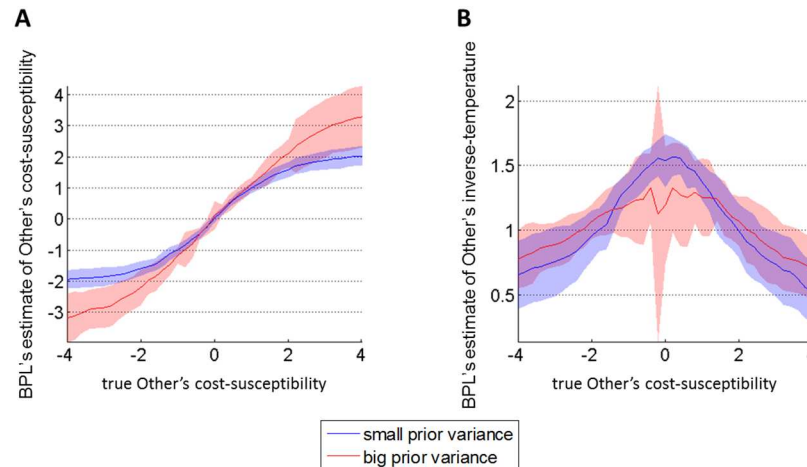 A
BPL's estimate of Other's cost-susceptibility
4
3
2
1
0
-1
-2
-3
-4 -2 0 2 4
true Other's cost-susceptibility
B
BPL's estimate of Other's inverse-temperature
2
1.5
1
0.5
-4 -2 0 2 4
true Other's cost-susceptibility
small prior variance
big prior variance